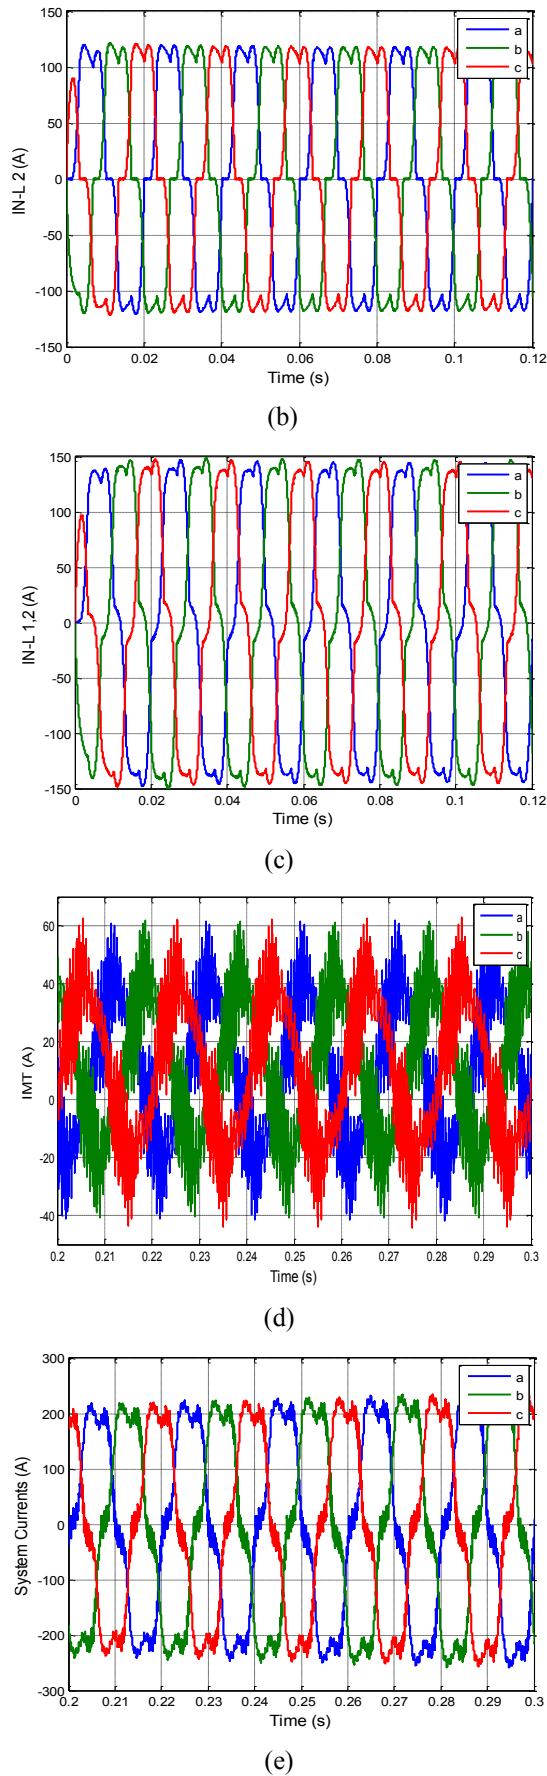 150
100
50
0
-50
-100
-150
IN-L 2 (A)
a
b
c
0 0.02 0.04 0.06 0.08 0.1 0.12
Time (s)
(b)
150
100
50
0
-50
-100
-150
IN-L 1,2 (A)
a
b
c
0 0.02 0.04 0.06 0.08 0.1 0.12
Time (s)
(c)
60
40
20
0
-20
-40
IMT (A)
a
b
c
0.2 0.21 0.22 0.23 0.24 0.25 0.26 0.27 0.28 0.29 0.3
Time (s)
(d)
300
200
100
0
-100
-200
-300
System Currents (A)
a
b
c
0.2 0.21 0.22 0.23 0.24 0.25 0.26 0.27 0.28 0.29 0.3
Time (s)
(e)